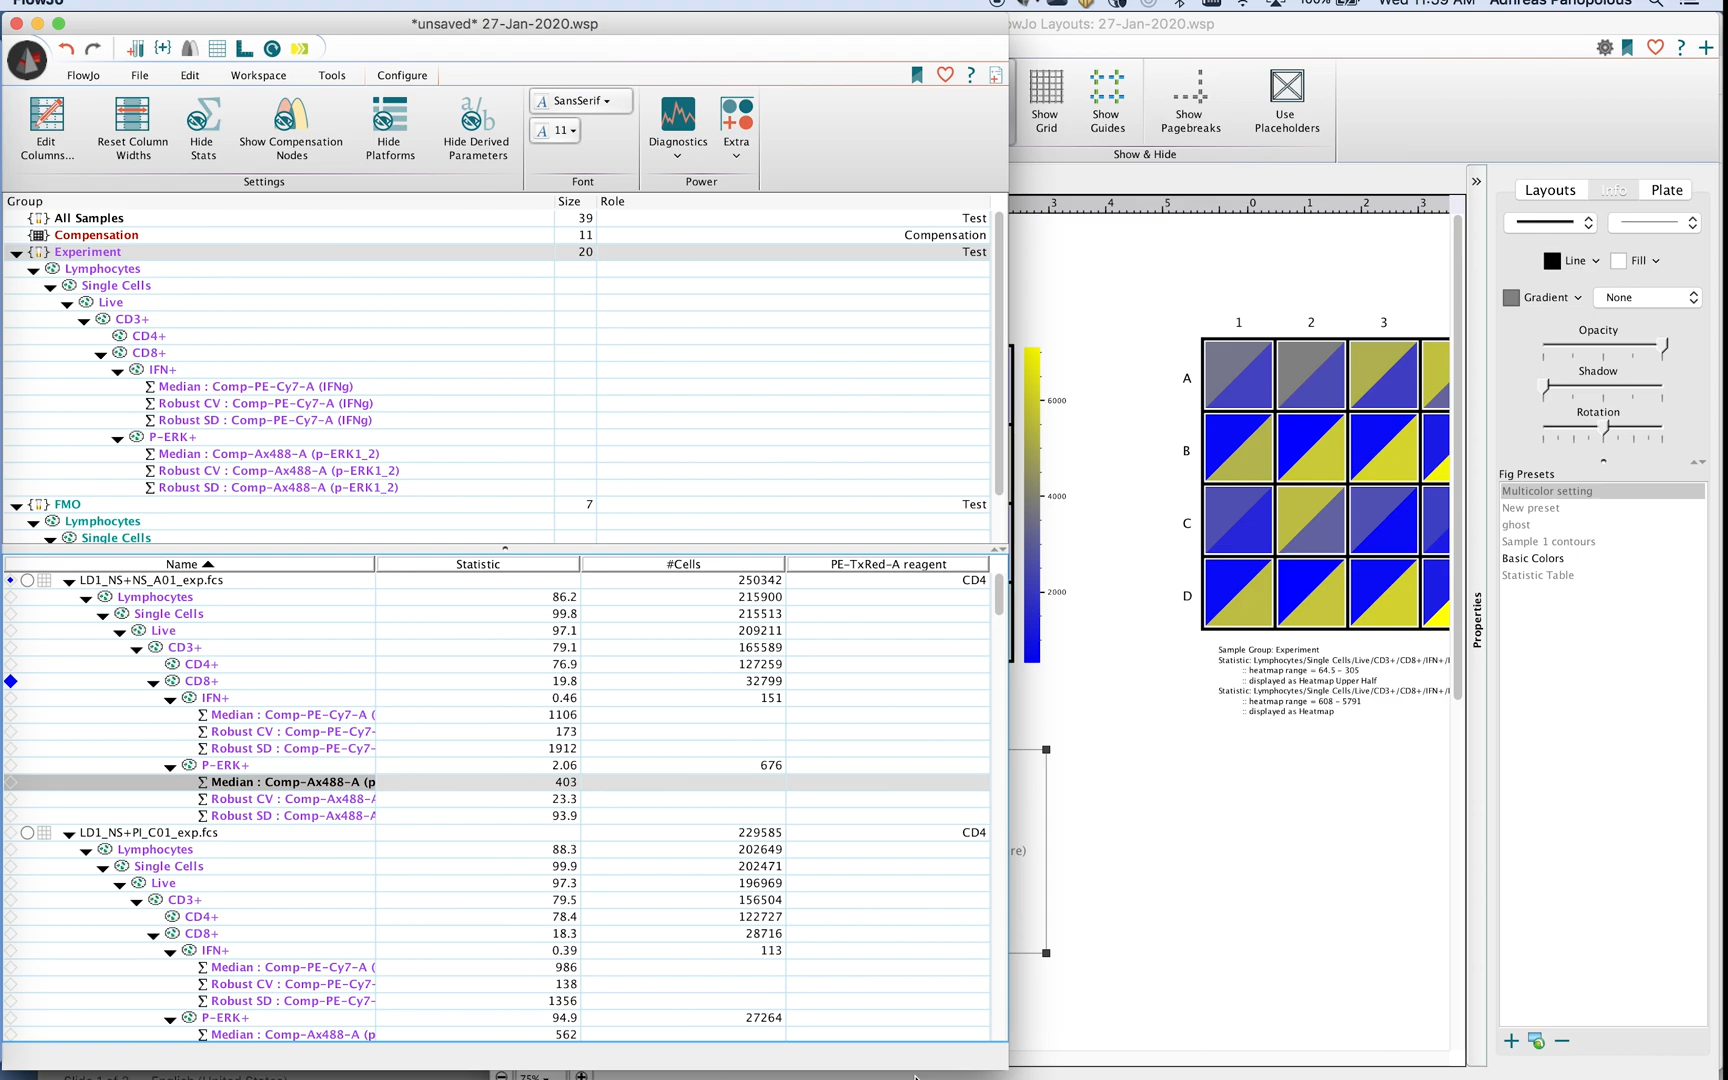 FlowJo
100%
Wed 11:39 AM
*unsaved* 27-Jan-2020.wsp
owJo Layouts: 27-Jan-2020.wsp
FlowJo
File
Edit
Workspace
Tools
Configure
Edit Columns...
Reset Column Widths
Hide Stats
Show Compensation Nodes
Hide Platforms
Hide Derived Parameters
SansSerif
11
Diagnostics
Extra
Settings
Font
Power
Show Grid
Show Guides
Show Pagebreaks
Use Placeholders
Show & Hide
Group Size Role
All Samples 39 Test
Compensation 11 Compensation
Experiment 20 Test
Lymphocytes
Single Cells
Live
CD3+
CD4+
CD8+
IFN+
Σ Median : Comp-PE-Cy7-A (IFNg)
Σ Robust CV : Comp-PE-Cy7-A (IFNg)
Σ Robust SD : Comp-PE-Cy7-A (IFNg)
P-ERK+
Σ Median : Comp-Ax488-A (p-ERK1_2)
Σ Robust CV : Comp-Ax488-A (p-ERK1_2)
Σ Robust SD : Comp-Ax488-A (p-ERK1_2)
FMO 7 Test
Lymphocytes
Single Cells
Name Statistic #Cells PE-TxRed-A reagent
LD1_NS+NS_A01_exp.fcs 250342 CD4
Lymphocytes 86.2 215900
Single Cells 99.8 215513
Live 97.1 209211
CD3+ 79.1 165589
CD4+ 76.9 127259
CD8+ 19.8 32799
IFN+ 0.46 151
Σ Median : Comp-PE-Cy7-A ( 1106
Σ Robust CV : Comp-PE-Cy7- 173
Σ Robust SD : Comp-PE-Cy7- 1912
P-ERK+ 2.06 676
Σ Median : Comp-Ax488-A (p 403
Σ Robust CV : Comp-Ax488-A 23.3
Σ Robust SD : Comp-Ax488-A 93.9
LD1_NS+PI_C01_exp.fcs 229585 CD4
Lymphocytes 88.3 202649
Single Cells 99.9 202471
Live 97.3 196969
CD3+ 79.5 156504
CD4+ 78.4 122727
CD8+ 18.3 28716
IFN+ 0.39 113
Σ Median : Comp-PE-Cy7-A ( 986
Σ Robust CV : Comp-PE-Cy7- 138
Σ Robust SD : Comp-PE-Cy7- 1356
P-ERK+ 94.9 27264
Σ Median : Comp-Ax488-A (p 562
75%
3 4 5 0 1 2 3
1 2 3
A
B
C
D
6000
4000
2000
Sample Group: Experiment
Statistic: Lymphocytes/Single Cells/Live/CD3+/CD8+/IFN+/
:: heatmap range = 64.5 - 305
:: displayed as Heatmap Upper Half
Statistic: Lymphocytes/Single Cells/Live/CD3+/CD8+/IFN+/
:: heatmap range = 608 - 5791
:: displayed as Heatmap
re)
Properties
Layouts
Info
Plate
Line
Fill
Gradient
None
Opacity
Shadow
Rotation
Fig Presets
Multicolor setting
New preset
ghost
Sample 1 contours
Basic Colors
Statistic Table